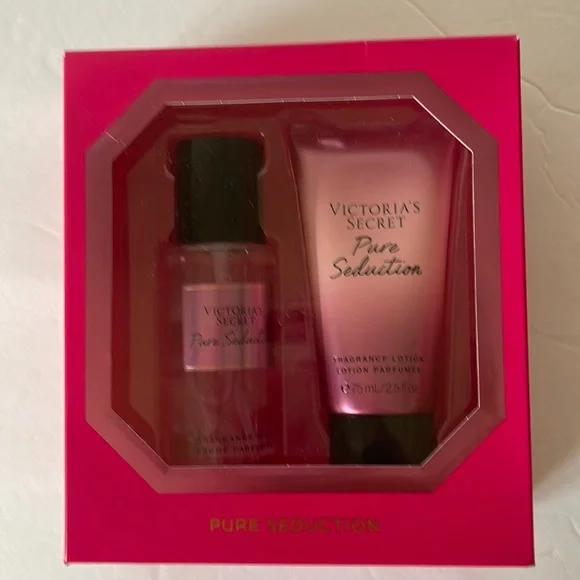 VICTORIA'S
SECRET
Pure
Seduction
FRAGRANCE LOTION
LOTION PARFUMÉE
℮ 75 mL/2.5 fl oz
VICTORIA'S
SECRET
Pure
PURE SEDUCTION